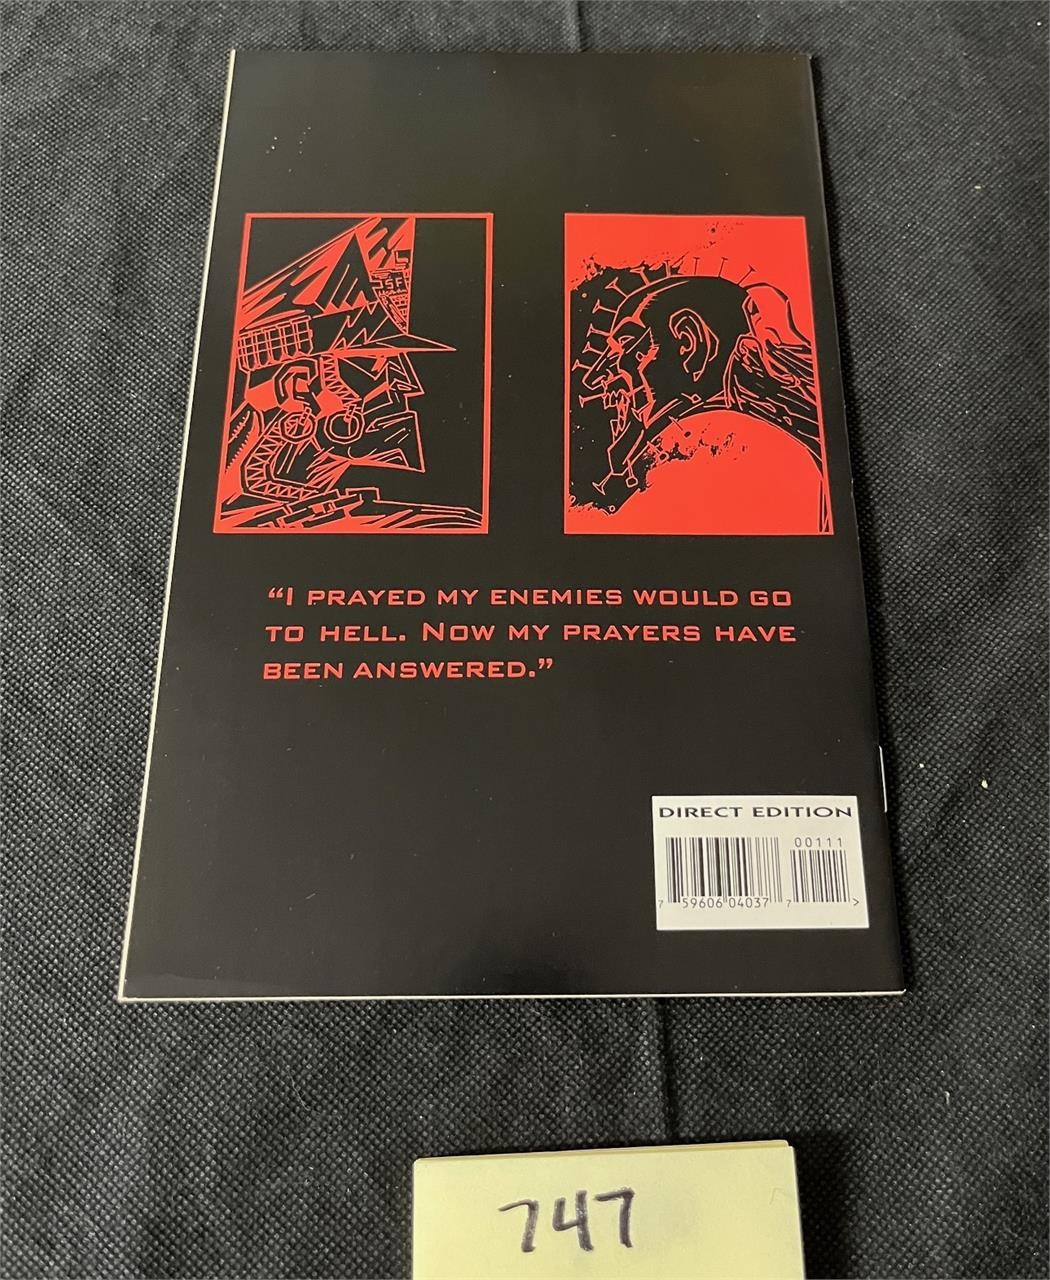 SF
“I PRAYED MY ENEMIES WOULD GO
TO HELL. NOW MY PRAYERS HAVE
BEEN ANSWERED.”
DIRECT EDITION
00111
7 59606 04037 7 >
747